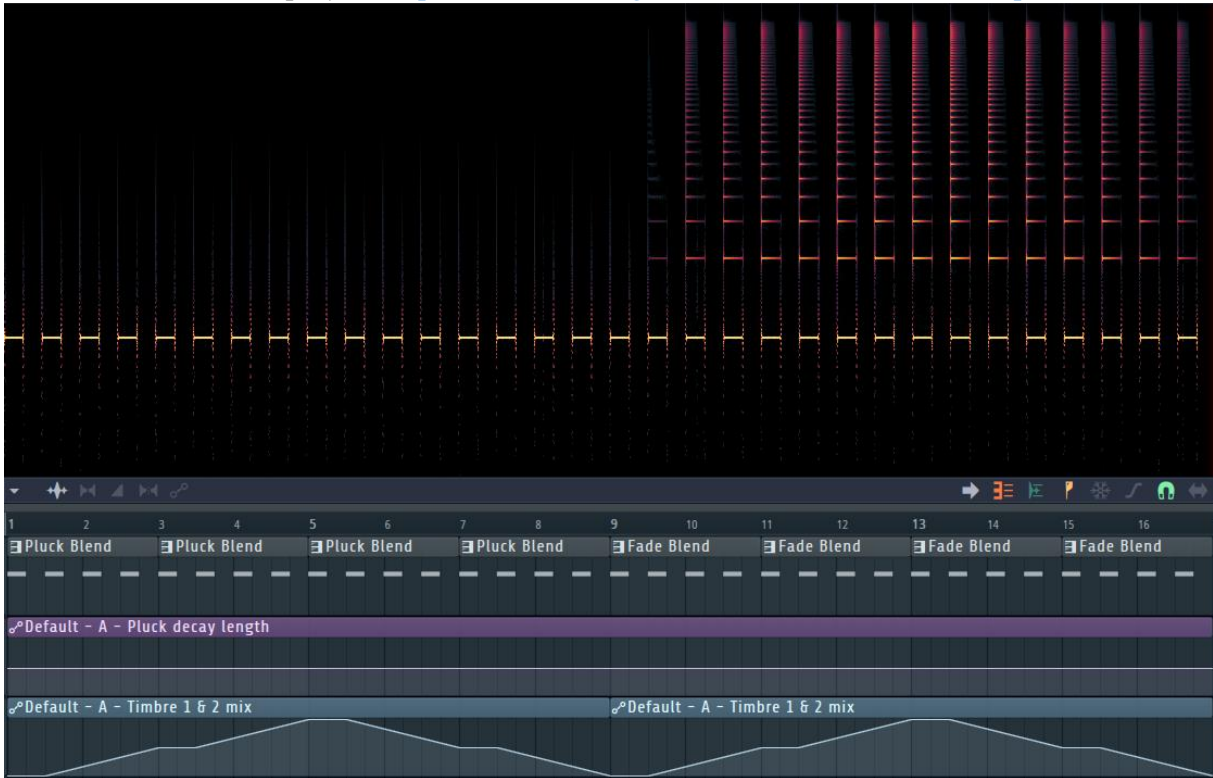 1 2 3 4 5 6 7 8 9 10 11 12 13 14 15 16
Pluck Blend Pluck Blend Pluck Blend Pluck Blend Fade Blend Fade Blend Fade Blend Fade Blend
Default - A - Pluck decay length
Default - A - Timbre 1 & 2 mix Default - A - Timbre 1 & 2 mix